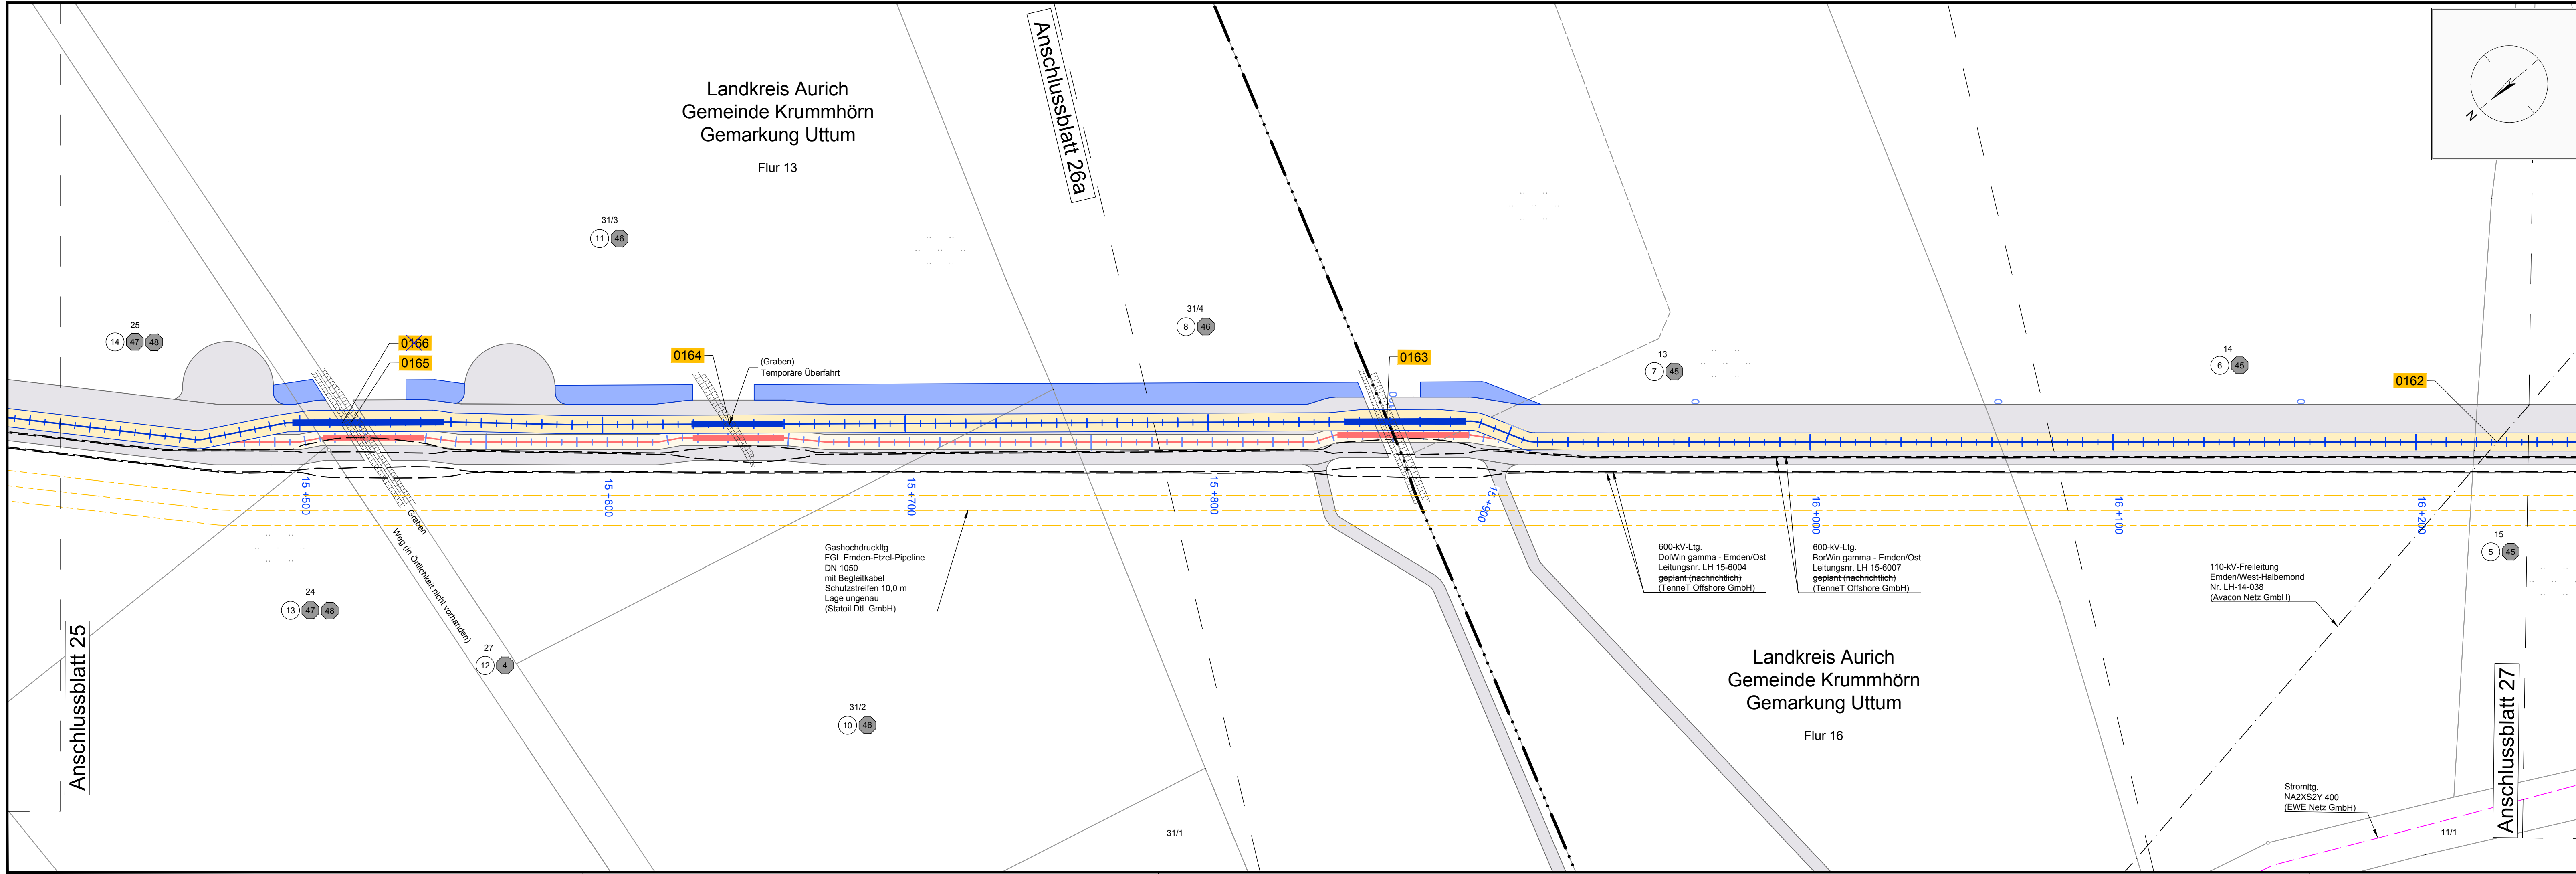 Landkreis Aurich
Gemeinde Krummhörn
Gemarkung Uttum
Flur 13
Anschlussblatt 26a
N
31/3
11 46
25
14 47 48
0166
0165
0164
(Graben)
Temporäre Überfahrt
31/4
8 46
0163
13
7 45
14
6 45
0162
0
0
0
0
15 +500
15 +600
15 +700
15 +800
15 +900
16 +000
16 +100
16 +200
Graben
Weg (in Örtlichkeit nicht vorhanden)
24
13 47 48
27
12 4
Gashochdruckltg.
FGL Emden-Etzel-Pipeline
DN 1050
mit Begleitkabel
Schutzstreifen 10,0 m
Lage ungenau
(Statoil Dtl. GmbH)
600-kV-Ltg.
DolWin gamma - Emden/Ost
Leitungsnr. LH 15-6004
geplant (nachrichtlich)
(TenneT Offshore GmbH)
600-kV-Ltg.
BorWin gamma - Emden/Ost
Leitungsnr. LH 15-6007
geplant (nachrichtlich)
(TenneT Offshore GmbH)
110-kV-Freileitung
Emden/West-Halbemond
Nr. LH-14-038
(Avacon Netz GmbH)
15
5 45
Anschlussblatt 25
31/2
10 46
Landkreis Aurich
Gemeinde Krummhörn
Gemarkung Uttum
Flur 16
Anschlussblatt 27
Stromltg.
NA2XS2Y 400
(EWE Netz GmbH)
31/1
11/1